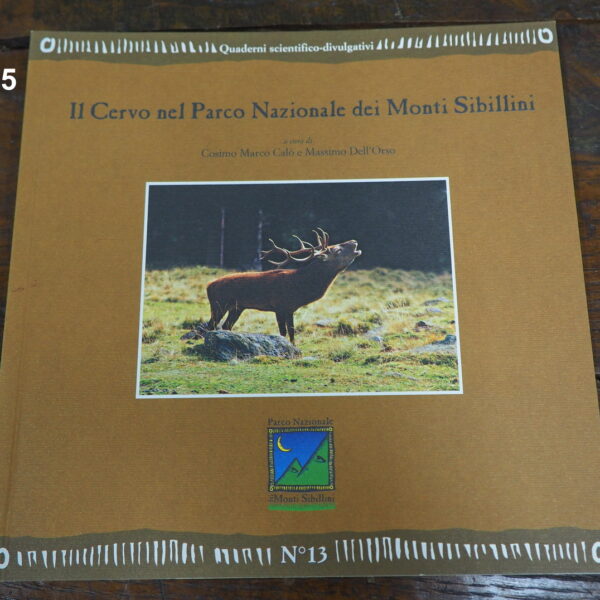 Quaderni scientifico-divulgativi
5
Il Cervo nel Parco Nazionale dei Monti Sibillini
a cura di
Cosimo Marco Calò e Massimo Dell'Orso
Parco Nazionale
dei Monti Sibillini
N°13